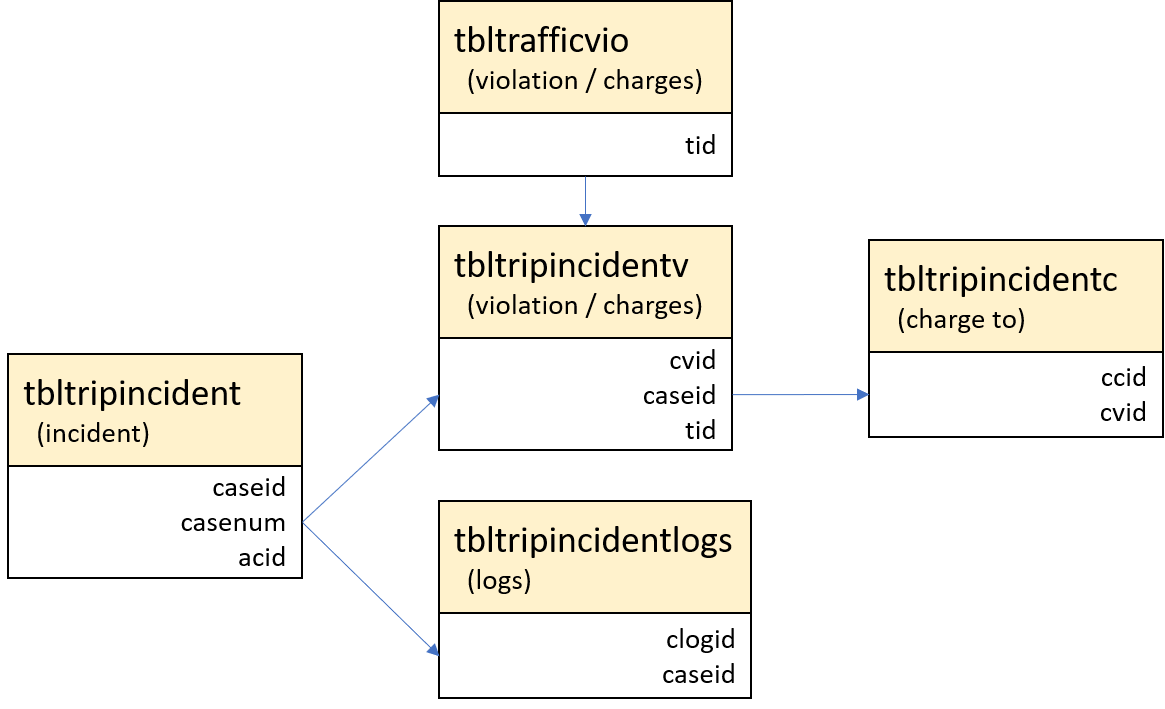 tbltrafficvio
(violation / charges)
tid
tbltripincidentv
(violation / charges)
cvid
caseid
tid
tbltripincidentc
(charge to)
ccid
cvid
tbltripincident
(incident)
caseid
casenum
acid
tbltripincidentlogs
(logs)
clogid
caseid